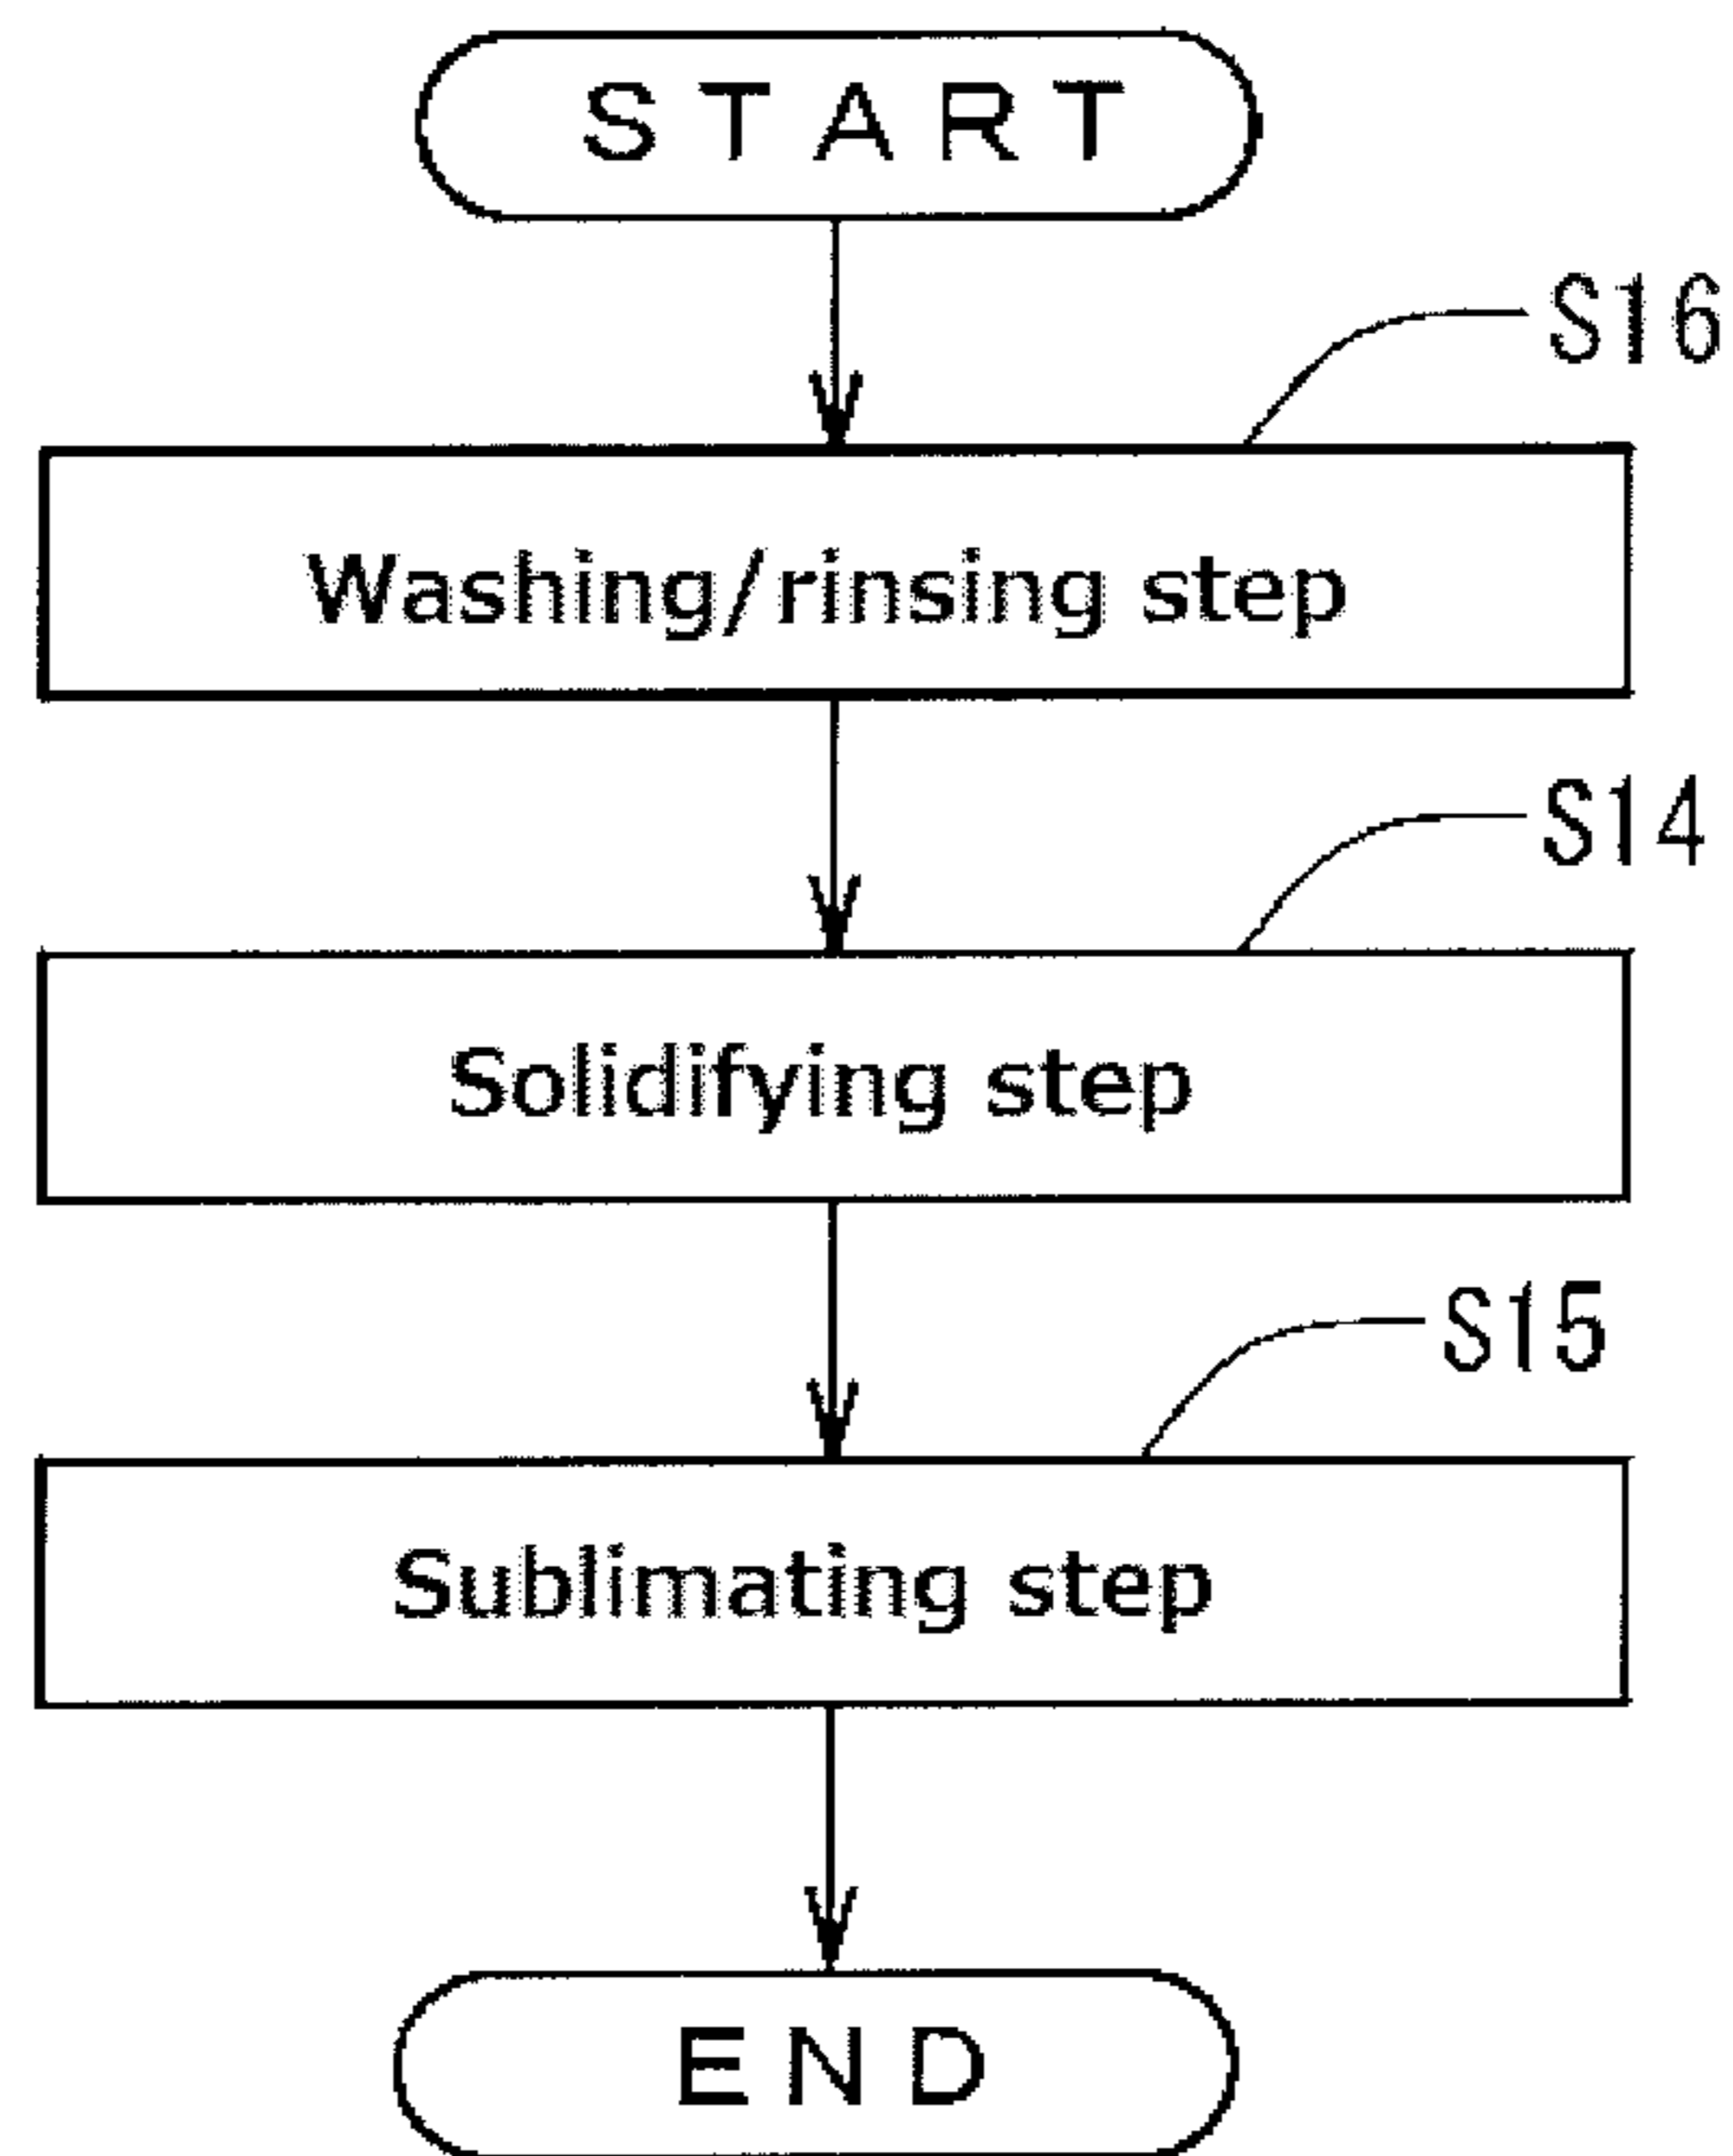 START
S16
Washing/rinsing step
S14
Solidifying step
S15
Sublimating step
END